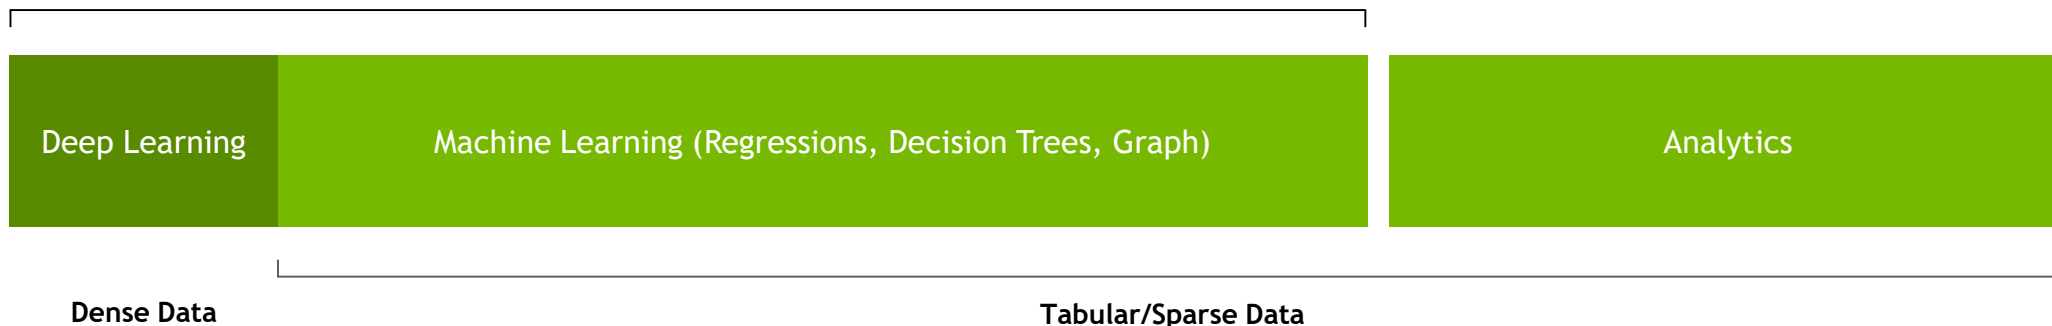 Deep Learning
Machine Learning (Regressions, Decision Trees, Graph)
Analytics
Dense Data
Tabular/Sparse Data